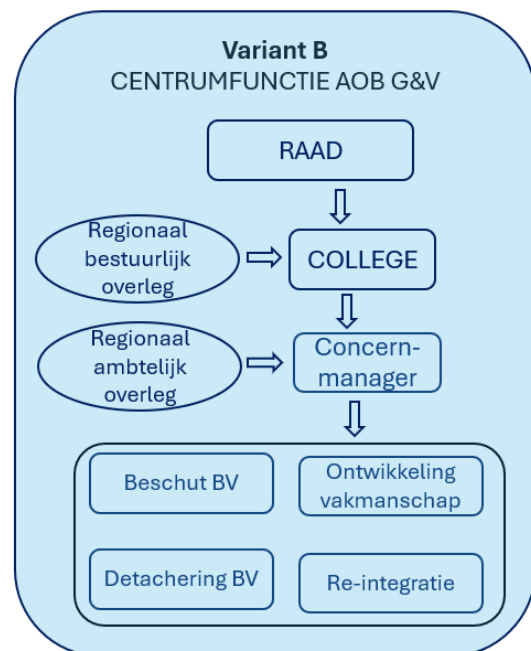 Variant B
CENTRUMFUNCTIE AOB G&V
RAAD
Regionaal
bestuurlijk
overleg
COLLEGE
Regionaal
ambtelijk
overleg
Concern-
manager
Beschut BV
Ontwikkeling
vakmanschap
Detachering BV
Re-integratie